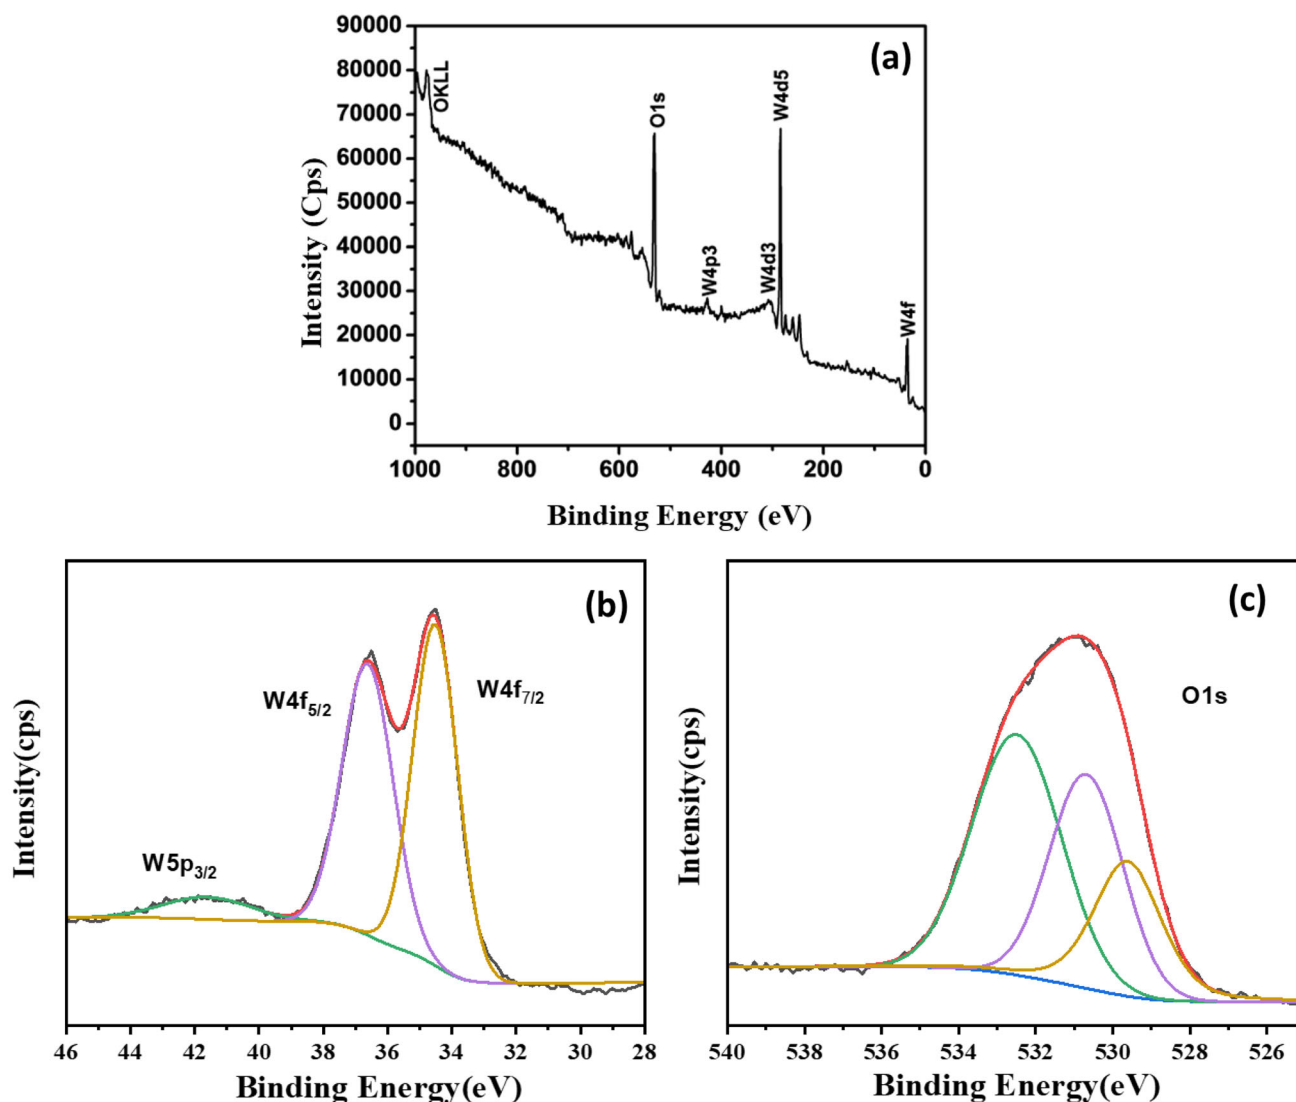 (a)
90000
80000
70000
60000
50000
40000
30000
20000
10000
0
Intensity (Cps)
OKLL
O1s
W4p3
W4d3
W4d5
W4f
1000 800 600 400 200 0
Binding Energy (eV)
(b)
W4f5/2
W4f7/2
W5p3/2
Intensity(cps)
46 44 42 40 38 36 34 32 30 28
Binding Energy(eV)
(c)
O1s
Intensity(cps)
540 538 536 534 532 530 528 526
Binding Energy(eV)